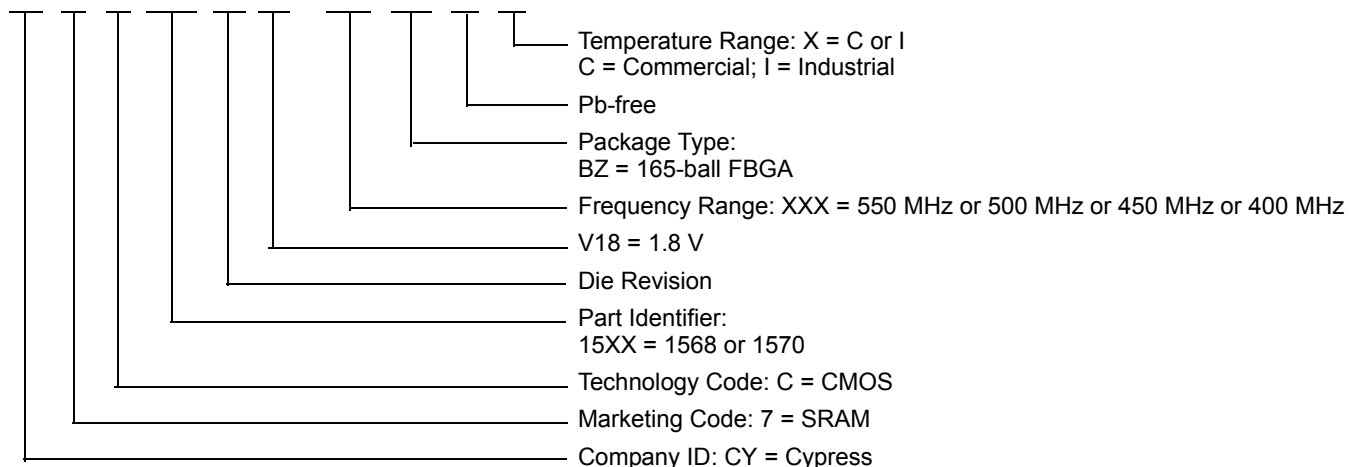 Temperature Range: X = C or I
C = Commercial; I = Industrial
Pb-free
Package Type:
BZ = 165-ball FBGA
Frequency Range: XXX = 550 MHz or 500 MHz or 450 MHz or 400 MHz
V18 = 1.8 V
Die Revision
Part Identifier:
15XX = 1568 or 1570
Technology Code: C = CMOS
Marketing Code: 7 = SRAM
Company ID: CY = Cypress